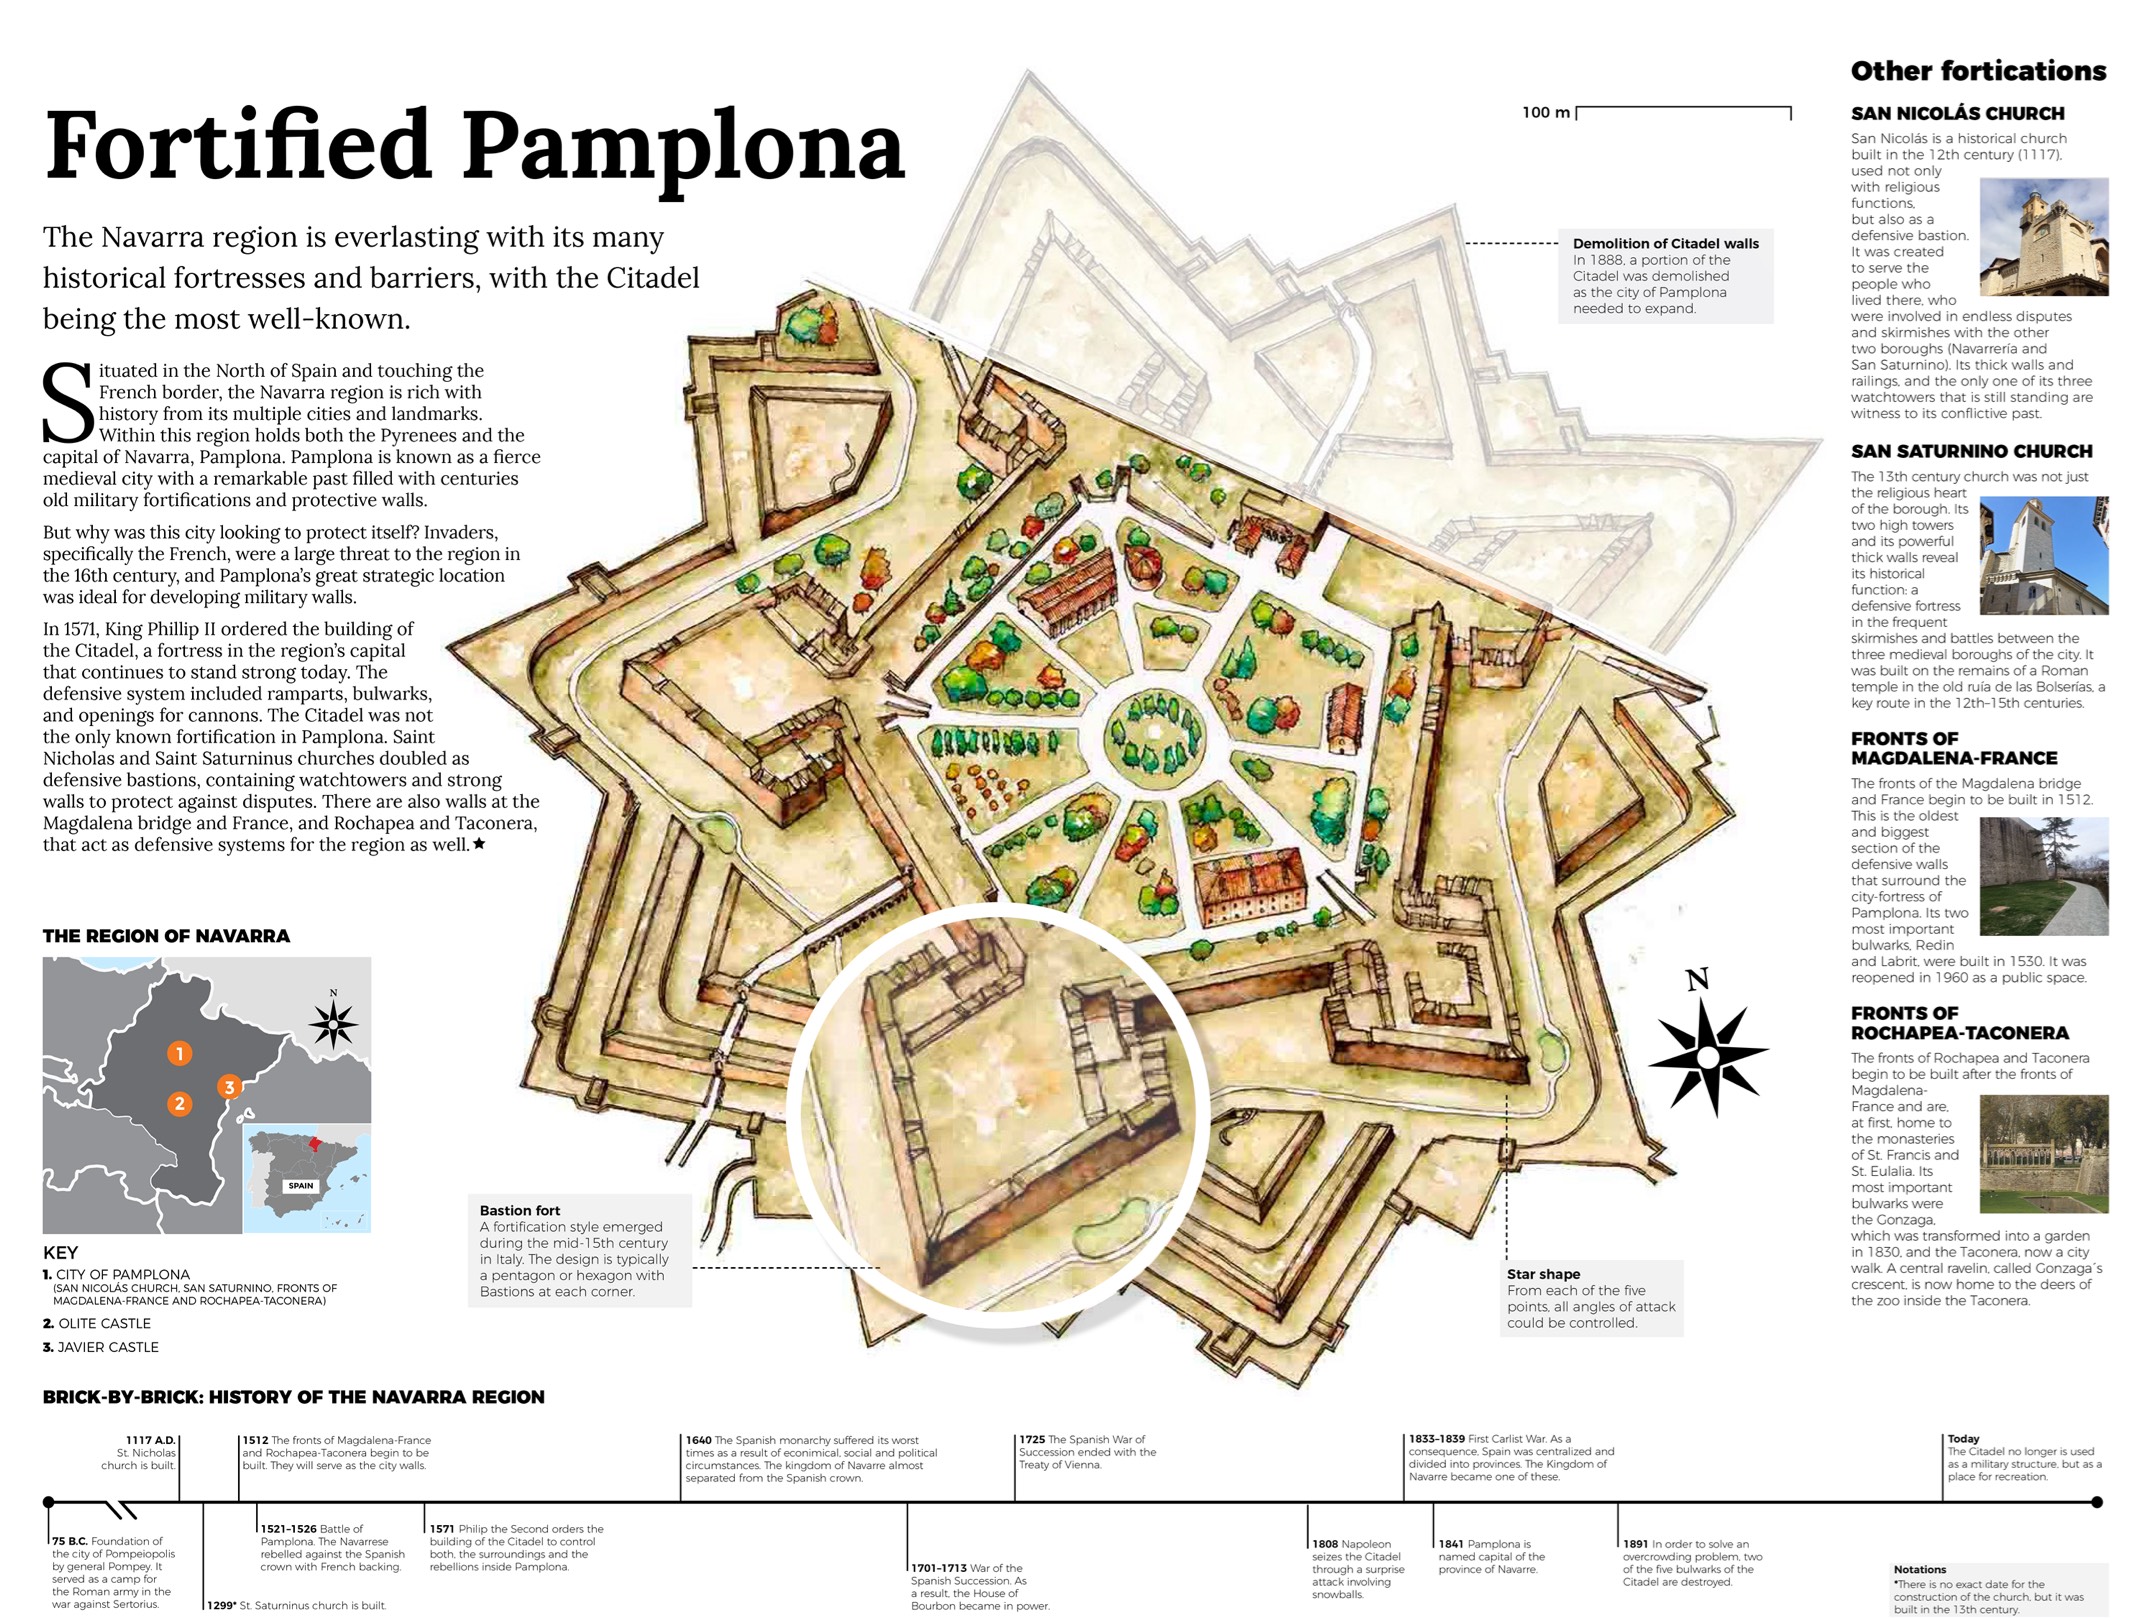 Fortified Pamplona
The Navarra region is everlasting with its many
historical fortresses and barriers, with the Citadel
being the most well-known.
Situated in the North of Spain and touching the
French border, the Navarra region is rich with
history from its multiple cities and landmarks.
Within this region holds both the Pyrenees and the
capital of Navarra, Pamplona. Pamplona is known as a fierce
medieval city with a remarkable past filled with centuries
old military fortifications and protective walls.
But why was this city looking to protect itself? Invaders,
specifically the French, were a large threat to the region in
the 16th century, and Pamplona's great strategic location
was ideal for developing military walls.
In 1571, King Phillip II ordered the building of
the Citadel, a fortress in the region's capital
that continues to stand strong today. The
defensive system included ramparts, bulwarks,
and openings for cannons. The Citadel was not
the only known fortification in Pamplona. Saint
Nicholas and Saint Saturninus churches doubled as
defensive bastions, containing watchtowers and strong
walls to protect against disputes. There are also walls at the
Magdalena bridge and France, and Rochapea and Taconera,
that act as defensive systems for the region as well.★
THE REGION OF NAVARRA
N
1
2
3
SPAIN
KEY
1. CITY OF PAMPLONA
(SAN NICOLÁS CHURCH, SAN SATURNINO, FRONTS OF
MAGDALENA-FRANCE AND ROCHAPEA-TACONERA)
2. OLITE CASTLE
3. JAVIER CASTLE
100 m
Demolition of Citadel walls
In 1888, a portion of the
Citadel was demolished
as the city of Pamplona
needed to expand.
N
Bastion fort
A fortification style emerged
during the mid-15th century
in Italy. The design is typically
a pentagon or hexagon with
Bastions at each corner.
Star shape
From each of the five
points, all angles of attack
could be controlled.
Other fortications
SAN NICOLÁS CHURCH
San Nicolás is a historical church
built in the 12th century (1117),
used not only
with religious
functions,
but also as a
defensive bastion.
It was created
to serve the
people who
lived there, who
were involved in endless disputes
and skirmishes with the other
two boroughs (Navarrería and
San Saturnino). Its thick walls and
railings, and the only one of its three
watchtowers that is still standing are
witness to its conflictive past.
SAN SATURNINO CHURCH
The 13th century church was not just
the religious heart
of the borough. Its
two high towers
and its powerful
thick walls reveal
its historical
function: a
defensive fortress
in the frequent
skirmishes and battles between the
three medieval boroughs of the city. It
was built on the remains of a Roman
temple in the old ruía de las Bolserías, a
key route in the 12th-15th centuries.
FRONTS OF
MAGDALENA-FRANCE
The fronts of the Magdalena bridge
and France begin to be built in 1512.
This is the oldest
and biggest
section of the
defensive walls
that surround the
city-fortress of
Pamplona. Its two
most important
bulwarks, Redin
and Labrit, were built in 1530. It was
reopened in 1960 as a public space.
FRONTS OF
ROCHAPEA-TACONERA
The fronts of Rochapea and Taconera
begin to be built after the fronts of
Magdalena-
France and are,
at first, home to
the monasteries
of St. Francis and
St. Eulalia. Its
most important
bulwarks were
the Gonzaga,
which was transformed into a garden
in 1830, and the Taconera, now a city
walk. A central ravelin, called Gonzaga´s
crescent, is now home to the deers of
the zoo inside the Taconera.
BRICK-BY-BRICK: HISTORY OF THE NAVARRA REGION
75 B.C. Foundation of
the city of Pompeiopolis
by general Pompey. It
served as a camp for
the Roman army in the
war against Sertorius.
1117 A.D.
St. Nicholas
church is built.
1299* St. Saturninus church is built.
1512 The fronts of Magdalena-France
and Rochapea-Taconera begin to be
built. They will serve as the city walls.
1521-1526 Battle of
Pamplona. The Navarrese
rebelled against the Spanish
crown with French backing.
1571 Philip the Second orders the
building of the Citadel to control
both, the surroundings and the
rebellions inside Pamplona.
1640 The Spanish monarchy suffered its worst
times as a result of econimical, social and political
circumstances. The kingdom of Navarre almost
separated from the Spanish crown.
1701-1713 War of the
Spanish Succession. As
a result, the House of
Bourbon became in power.
1725 The Spanish War of
Succession ended with the
Treaty of Vienna.
1808 Napoleon
seizes the Citadel
through a surprise
attack involving
snowballs.
1833-1839 First Carlist War. As a
consequence, Spain was centralized and
divided into provinces. The Kingdom of
Navarre became one of these.
1841 Pamplona is
named capital of the
province of Navarre.
1891 In order to solve an
overcrowding problem, two
of the five bulwarks of the
Citadel are destroyed.
Today
The Citadel no longer is used
as a military structure, but as a
place for recreation.
Notations
*There is no exact date for the
construction of the church, but it was
built in the 13th century.